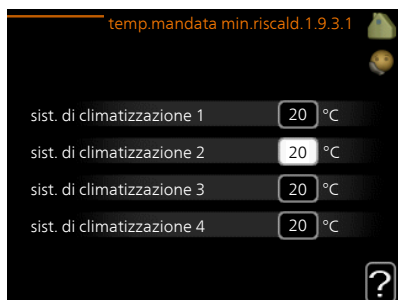 temp.mandata min.riscald.1.9.3.1
sist. di climatizzazione 1 20 °C
sist. di climatizzazione 2 20 °C
sist. di climatizzazione 3 20 °C
sist. di climatizzazione 4 20 °C
?